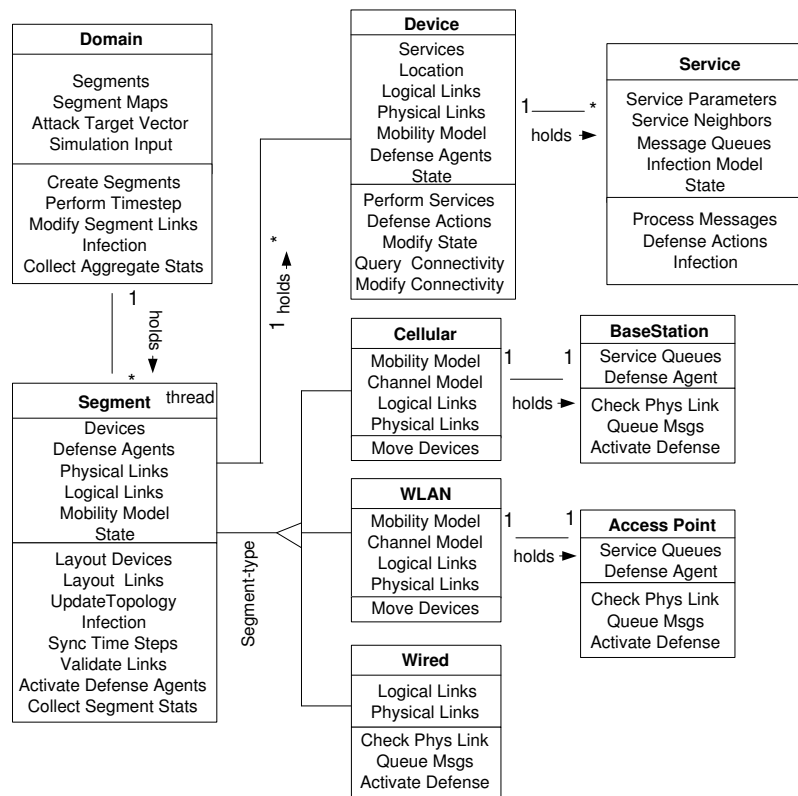 Domain
Segments
Segment Maps
Attack Target Vector
Simulation Input
Create Segments
Perform Timestep
Modify Segment Links
Infection
Collect Aggregate Stats
1
holds
*
Segment
thread
Devices
Defense Agents
Physical Links
Logical Links
Mobility Model
State
Layout Devices
Layout Links
UpdateTopology
Infection
Sync Time Steps
Validate Links
Activate Defense Agents
Collect Segment Stats
1 holds
*
Segment-type
Device
Services
Location
Logical Links
Physical Links
Mobility Model
Defense Agents
State
Perform Services
Defense Actions
Modify State
Query Connectivity
Modify Connectivity
1
*
holds
Service
Service Parameters
Service Neighbors
Message Queues
Infection Model
State
Process Messages
Defense Actions
Infection
Cellular
Mobility Model
Channel Model
Logical Links
Physical Links
Move Devices
1
1
holds
BaseStation
Service Queues
Defense Agent
Check Phys Link
Queue Msgs
Activate Defense
WLAN
Mobility Model
Channel Model
Logical Links
Physical Links
Move Devices
1
1
holds
Access Point
Service Queues
Defense Agent
Check Phys Link
Queue Msgs
Activate Defense
Wired
Logical Links
Physical Links
Check Phys Link
Queue Msgs
Activate Defense